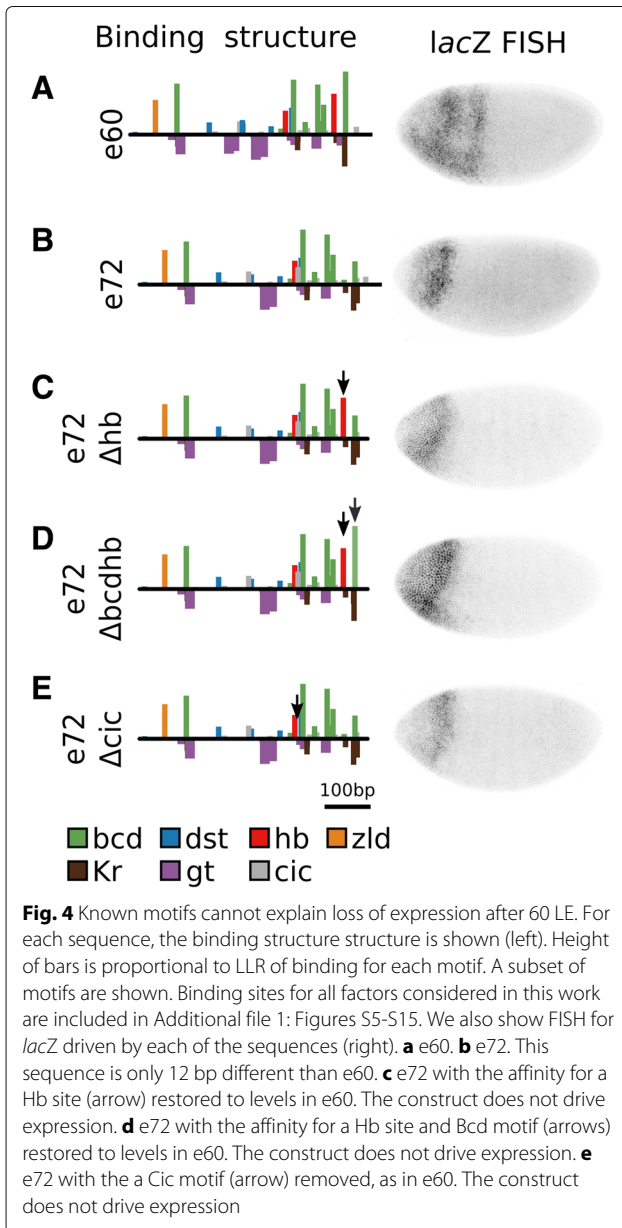 Binding structure
lacZ FISH
A
e60
B
e72
C
e72
Δhb
D
e72
Δbcdhb
E
e72
Δcic
100bp
bcd dst hb zld
Kr gt cic
Fig. 4 Known motifs cannot explain loss of expression after 60 LE. For
each sequence, the binding structure structure is shown (left). Height
of bars is proportional to LLR of binding for each motif. A subset of
motifs are shown. Binding sites for all factors considered in this work
are included in Additional file 1: Figures S5-S15. We also show FISH for
lacZ driven by each of the sequences (right). a e60. b e72. This
sequence is only 12 bp different than e60. c e72 with the affinity for a
Hb site (arrow) restored to levels in e60. The construct does not drive
expression. d e72 with the affinity for a Hb site and Bcd motif (arrows)
restored to levels in e60. The construct does not drive expression. e
e72 with the a Cic motif (arrow) removed, as in e60. The construct
does not drive expression